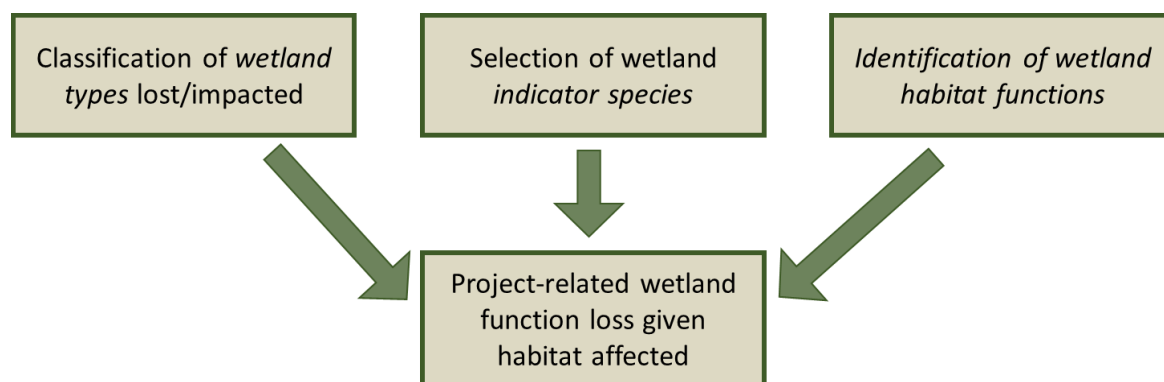 Classification of wetland
types lost/impacted
Selection of wetland
indicator species
Identification of wetland
habitat functions
Project-related wetland
function loss given
habitat affected